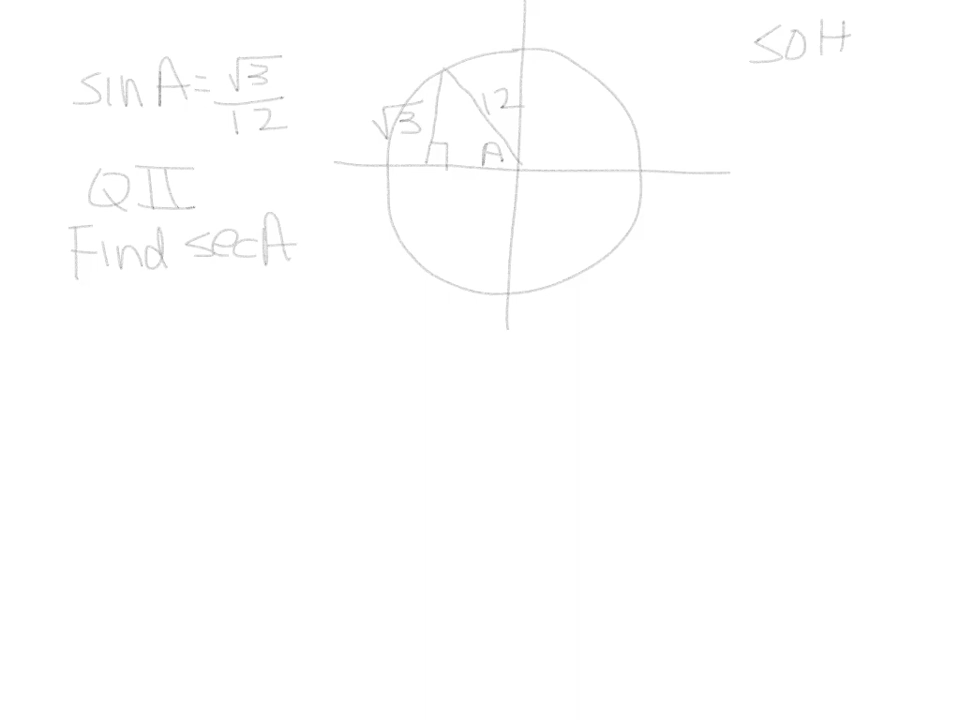 sin A = √3/12
QII
Find sec A
√3
12
A
SOH